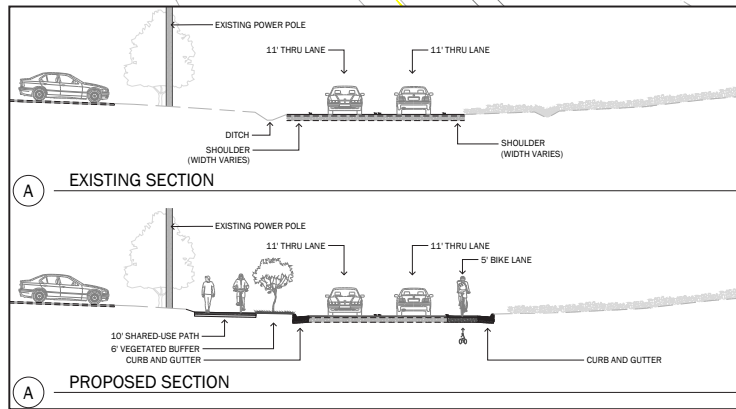 EXISTING POWER POLE
11' THRU LANE
11' THRU LANE
DITCH
SHOULDER
(WIDTH VARIES)
SHOULDER
(WIDTH VARIES)
A
EXISTING SECTION
EXISTING POWER POLE
11' THRU LANE
11' THRU LANE
5' BIKE LANE
10' SHARED-USE PATH
6' VEGETATED BUFFER
CURB AND GUTTER
CURB AND GUTTER
A
PROPOSED SECTION